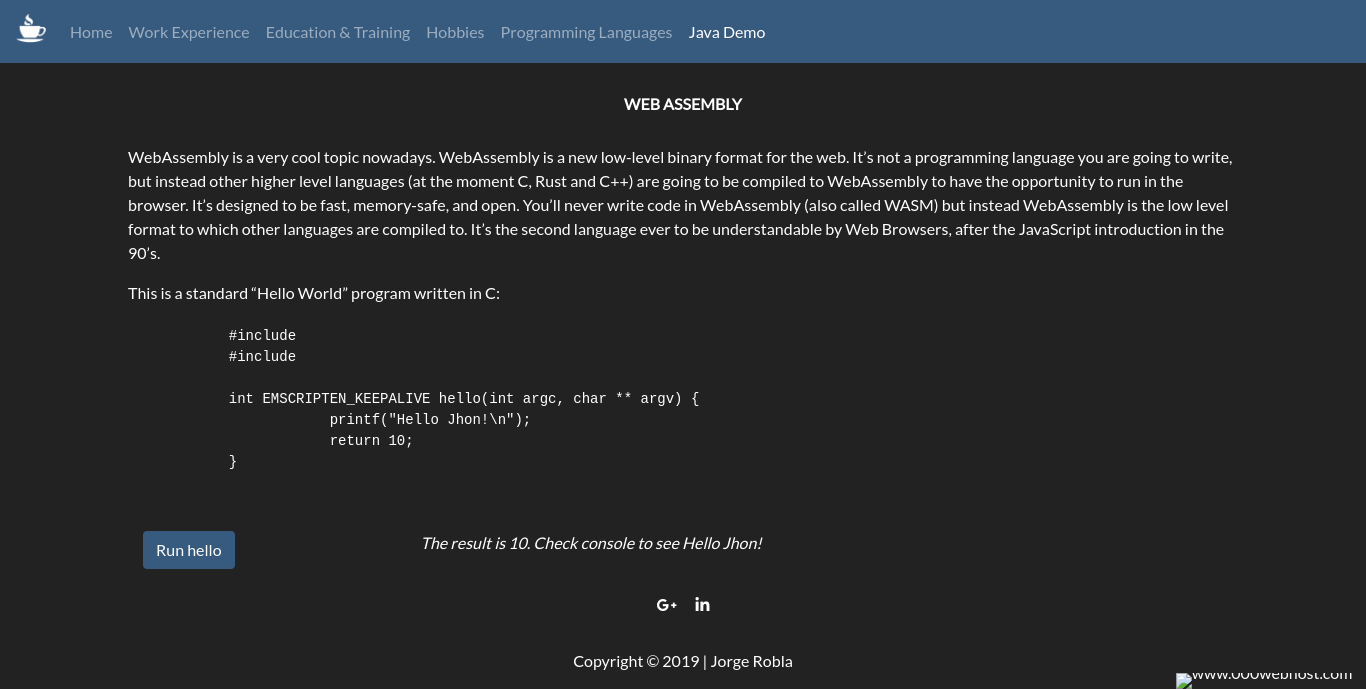 Home Work Experience Education & Training Hobbies Programming Languages Java Demo
WEB ASSEMBLY
WebAssembly is a very cool topic nowadays. WebAssembly is a new low-level binary format for the web. It’s not a programming language you are going to write,
but instead other higher level languages (at the moment C, Rust and C++) are going to be compiled to WebAssembly to have the opportunity to run in the
browser. It’s designed to be fast, memory-safe, and open. You’ll never write code in WebAssembly (also called WASM) but instead WebAssembly is the low level
format to which other languages are compiled to. It’s the second language ever to be understandable by Web Browsers, after the JavaScript introduction in the
90’s.
This is a standard “Hello World” program written in C:
#include
#include
int EMSCRIPTEN_KEEPALIVE hello(int argc, char ** argv) {
printf("Hello Jhon!\n");
return 10;
}
Run hello
The result is 10. Check console to see Hello Jhon!
G+ in
Copyright © 2019 | Jorge Robla
www.000webhost.com